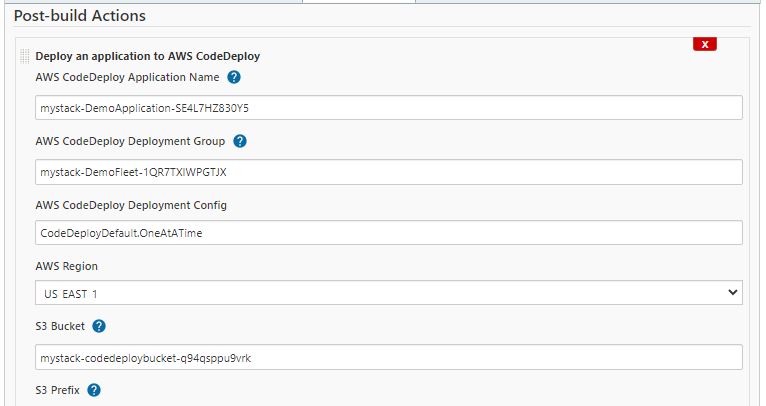 Post-build Actions
x
Deploy an application to AWS CodeDeploy
AWS CodeDeploy Application Name ?
mystack-DemoApplication-SE4L7HZ830Y5
AWS CodeDeploy Deployment Group ?
mystack-DemoFleet-1QR7TXIWPGTJX
AWS CodeDeploy Deployment Config
CodeDeployDefault.OneAtATime
AWS Region
US_EAST_1
S3 Bucket ?
mystack-codedeploybucket-q94qsppu9vrk
S3 Prefix ?